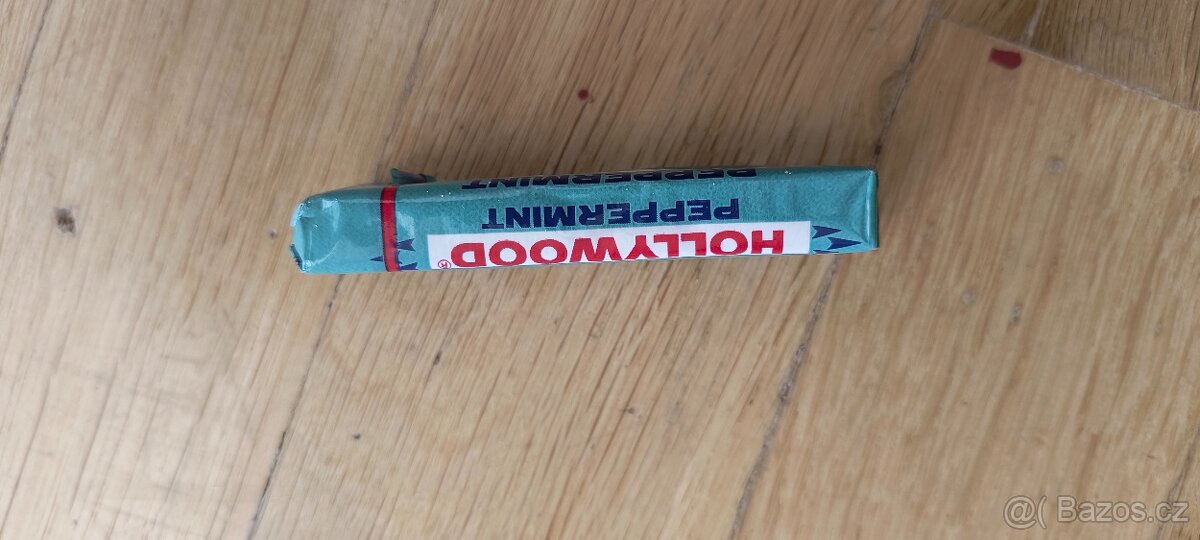 HOLLYWOOD®
PEPPERMINT
PEPPERMINT
@( Bazos.cz